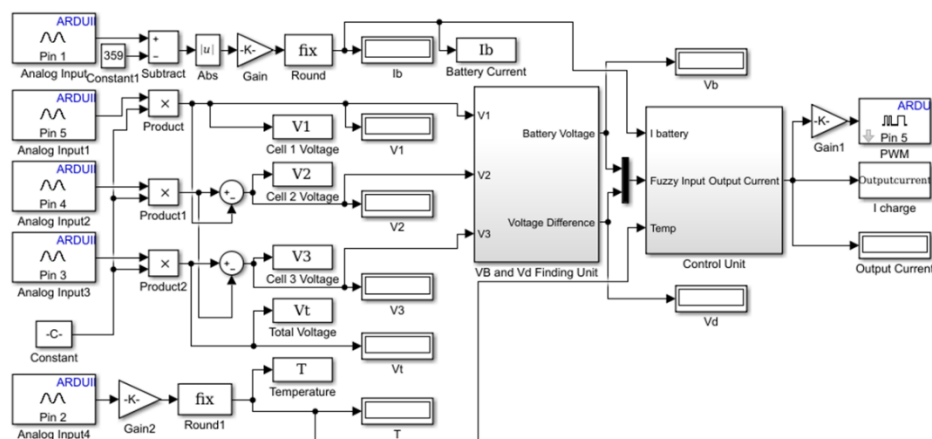 ARDUI
Pin 1
Analog Input
359
Constant1
+
−
Subtract
|u|
Abs
-K-
Gain
fix
Round
Ib
Ib
Battery Current
Vb
ARDUI
Pin 5
Analog Input1
×
Product
V1
Cell 1 Voltage
V1
ARDUI
Pin 4
Analog Input2
×
Product1
+
−
V2
Cell 2 Voltage
V2
ARDUI
Pin 3
Analog Input3
×
Product2
+
−
V3
Cell 3 Voltage
V3
-C-
Constant
Vt
Total Voltage
Vt
ARDUI
Pin 2
Analog Input4
-K-
Gain2
fix
Round1
T
Temperature
T
V1
V2
V3
Battery Voltage
Voltage Difference
VB and Vd Finding Unit
I battery
Fuzzy Input
Output Current
Temp
Control Unit
Vd
-K-
Gain1
ARDU
Pin 5
PWM
Outputcurrent
I charge
Output Current